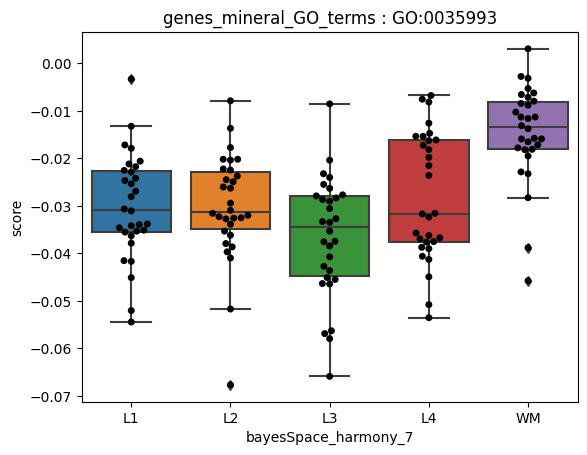 genes_mineral_GO_terms : GO:0035993
0.00
−0.01
−0.02
−0.03
−0.04
−0.05
−0.06
−0.07
score
L1 L2 L3 L4 WM
bayesSpace_harmony_7